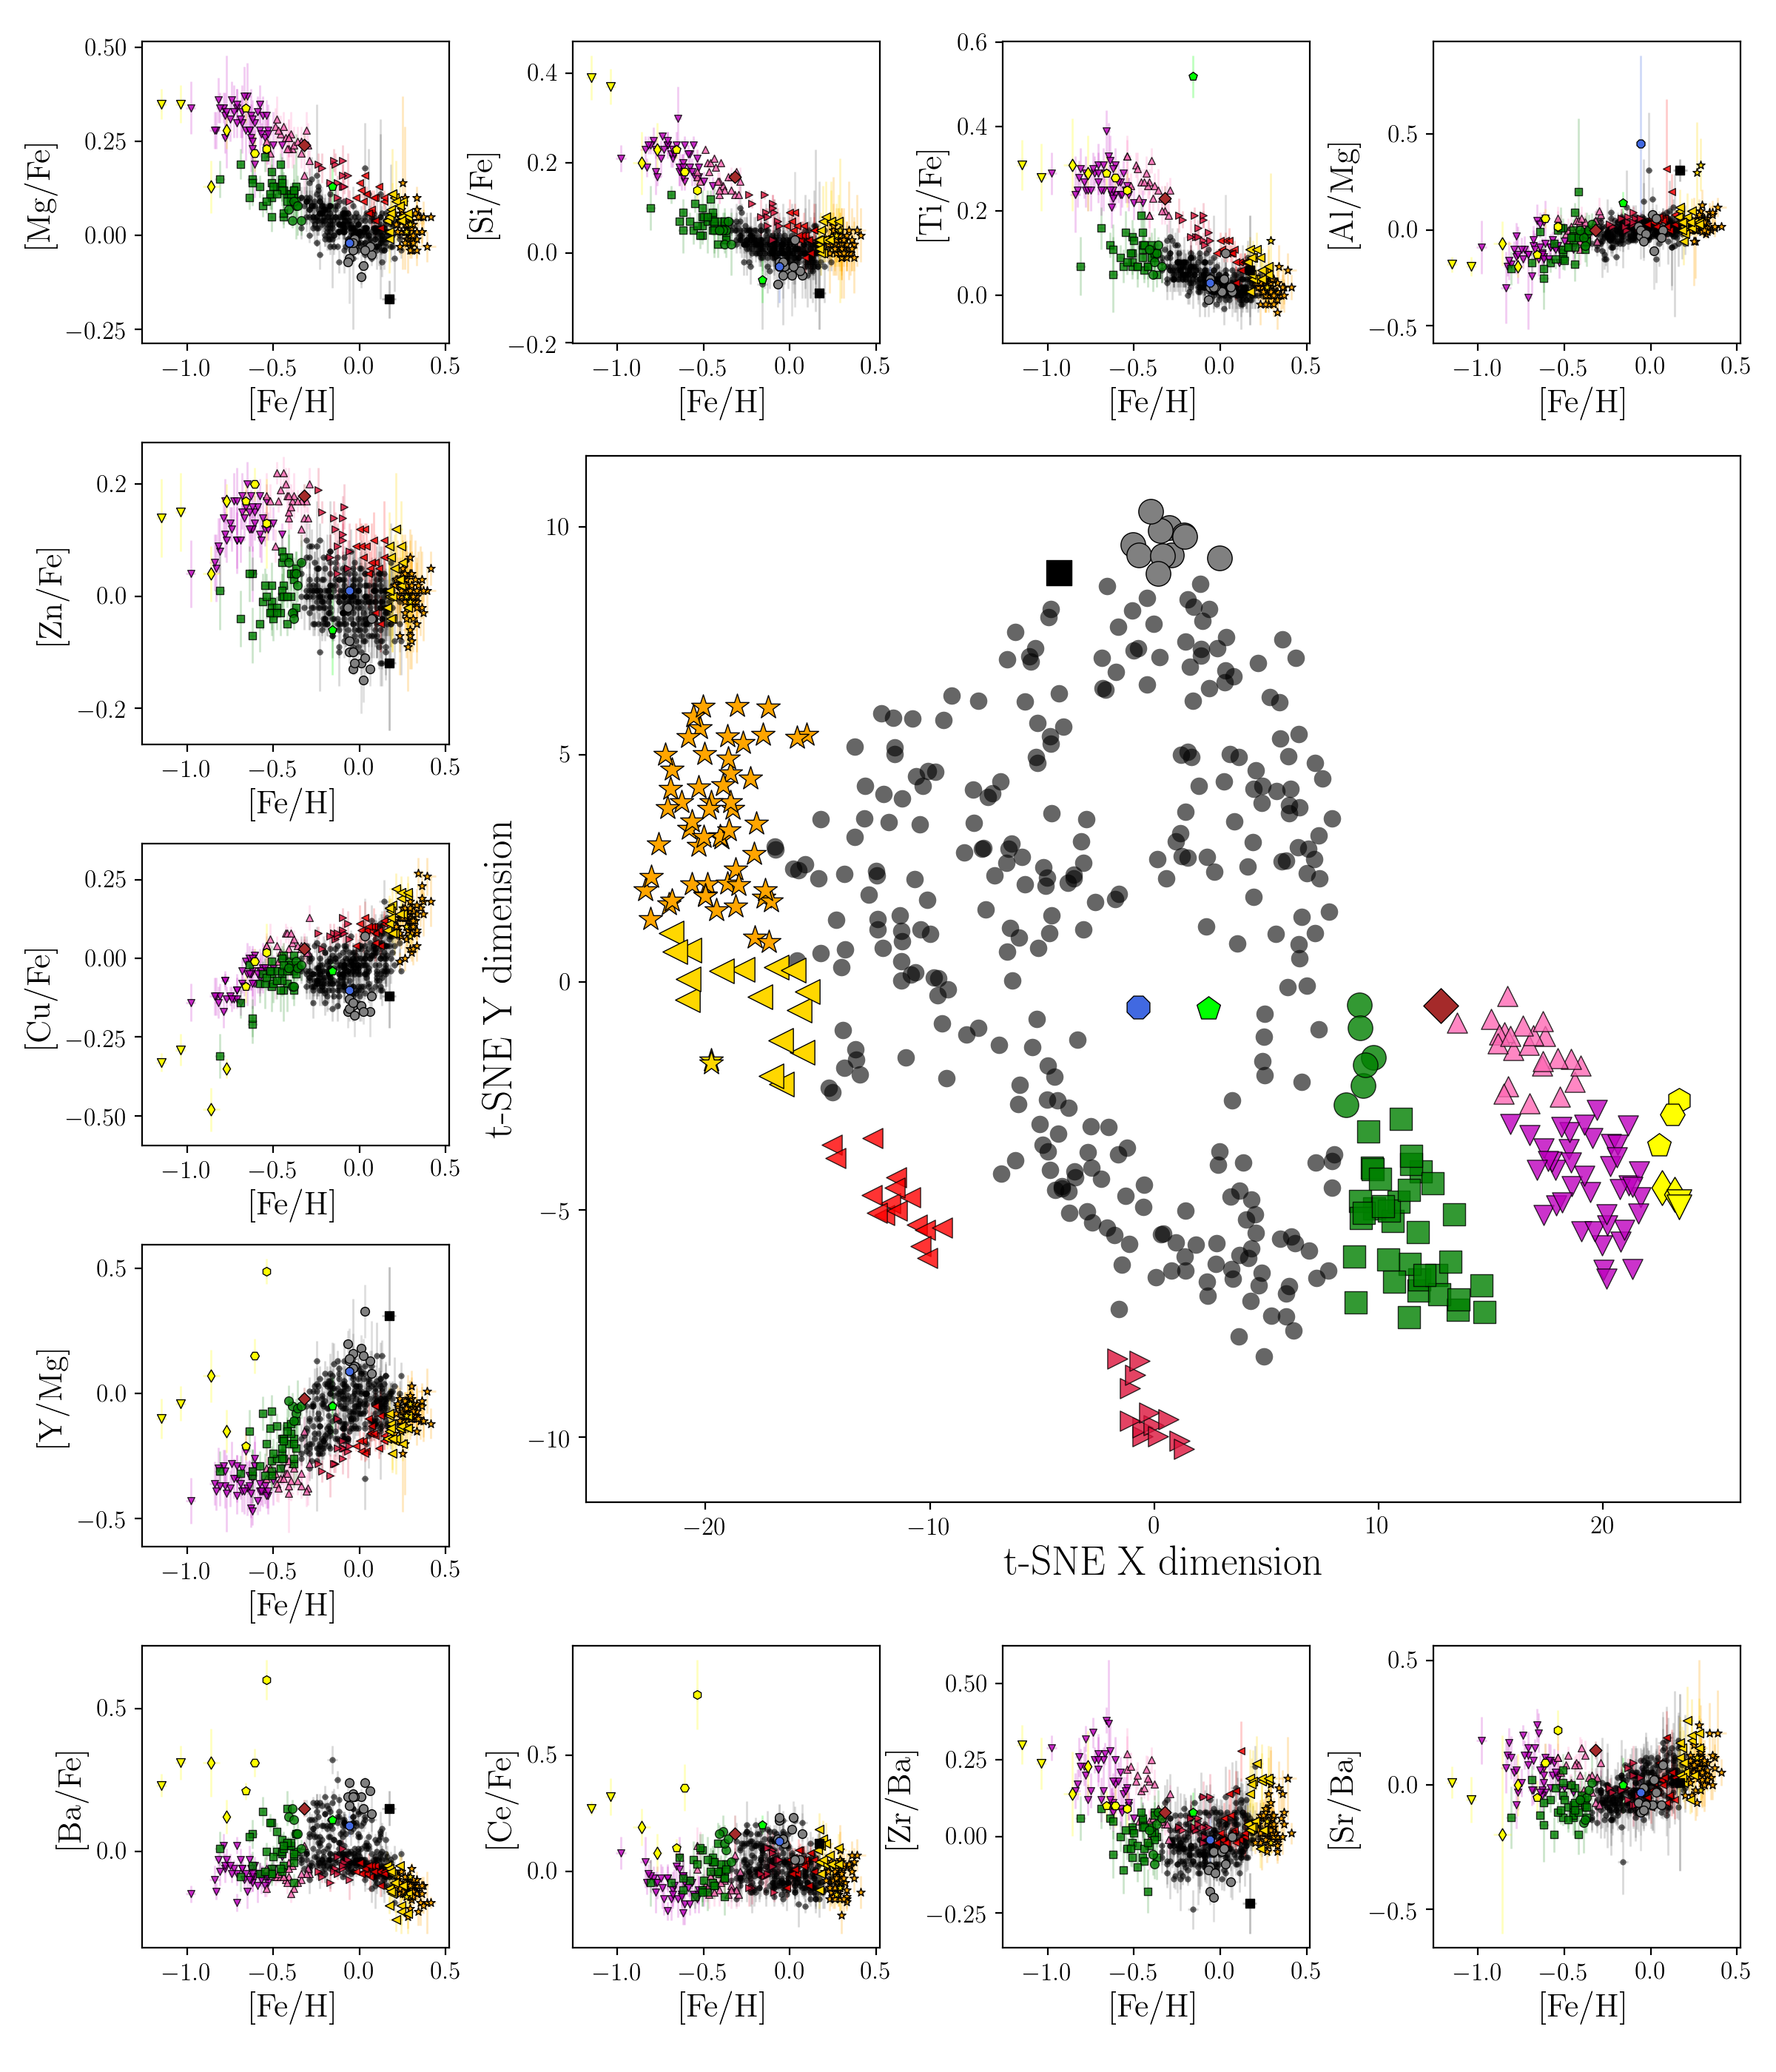 0.50
0.25
0.00
−0.25
[Mg/Fe]
−1.0 −0.5 0.0 0.5
[Fe/H]
0.4
0.2
0.0
−0.2
[Si/Fe]
−1.0 −0.5 0.0 0.5
[Fe/H]
0.6
0.4
0.2
0.0
[Ti/Fe]
−1.0 −0.5 0.0 0.5
[Fe/H]
0.5
0.0
−0.5
[Al/Mg]
−1.0 −0.5 0.0 0.5
[Fe/H]
0.2
0.0
−0.2
[Zn/Fe]
−1.0 −0.5 0.0 0.5
[Fe/H]
0.25
0.00
−0.25
−0.50
[Cu/Fe]
−1.0 −0.5 0.0 0.5
[Fe/H]
0.5
0.0
−0.5
[Y/Mg]
−1.0 −0.5 0.0 0.5
[Fe/H]
10
5
0
−5
−10
t-SNE Y dimension
−20 −10 0 10 20
t-SNE X dimension
0.5
0.0
[Ba/Fe]
−1.0 −0.5 0.0 0.5
[Fe/H]
0.5
0.0
[Ce/Fe]
−1.0 −0.5 0.0 0.5
[Fe/H]
0.50
0.25
0.00
−0.25
[Zr/Ba]
−1.0 −0.5 0.0 0.5
[Fe/H]
0.5
0.0
−0.5
[Sr/Ba]
−1.0 −0.5 0.0 0.5
[Fe/H]